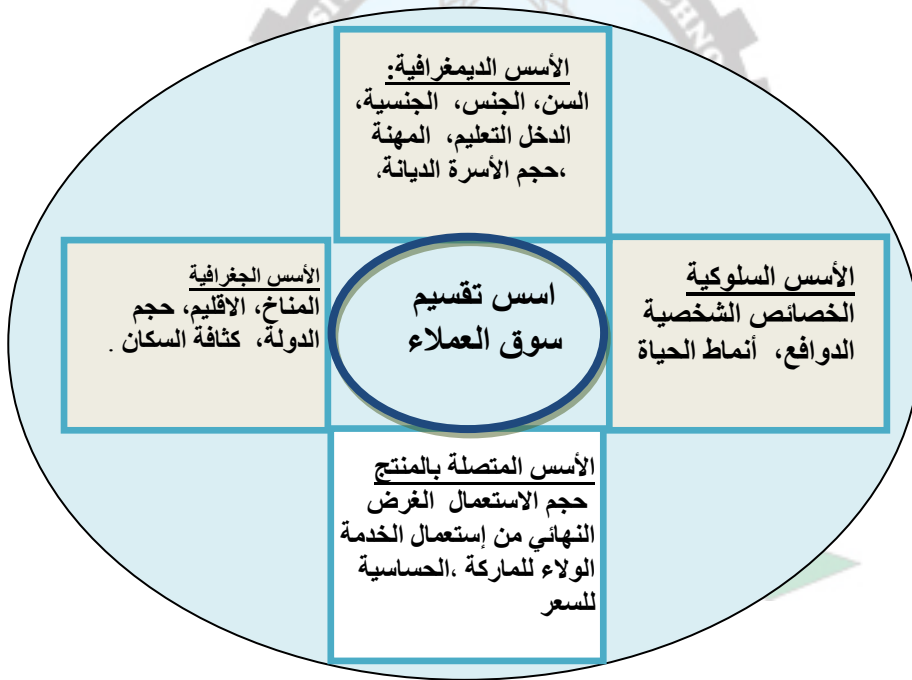 الأسس الديمغرافية:
السن، الجنس، الجنسية،
الدخل التعليم، المهنة
،حجم الأسرة الديانة،
الأسس السلوكية
الخصائص الشخصية
الدوافع، أنماط الحياة
اسس تقسيم
سوق العملاء
الأسس الجغرافية
المناخ، الاقليم، حجم
الدولة، كثافة السكان .
الأسس المتصلة بالمنتج
حجم الاستعمال الغرض
النهائي من إستعمال الخدمة
الولاء للماركة ،الحساسية
للسعر